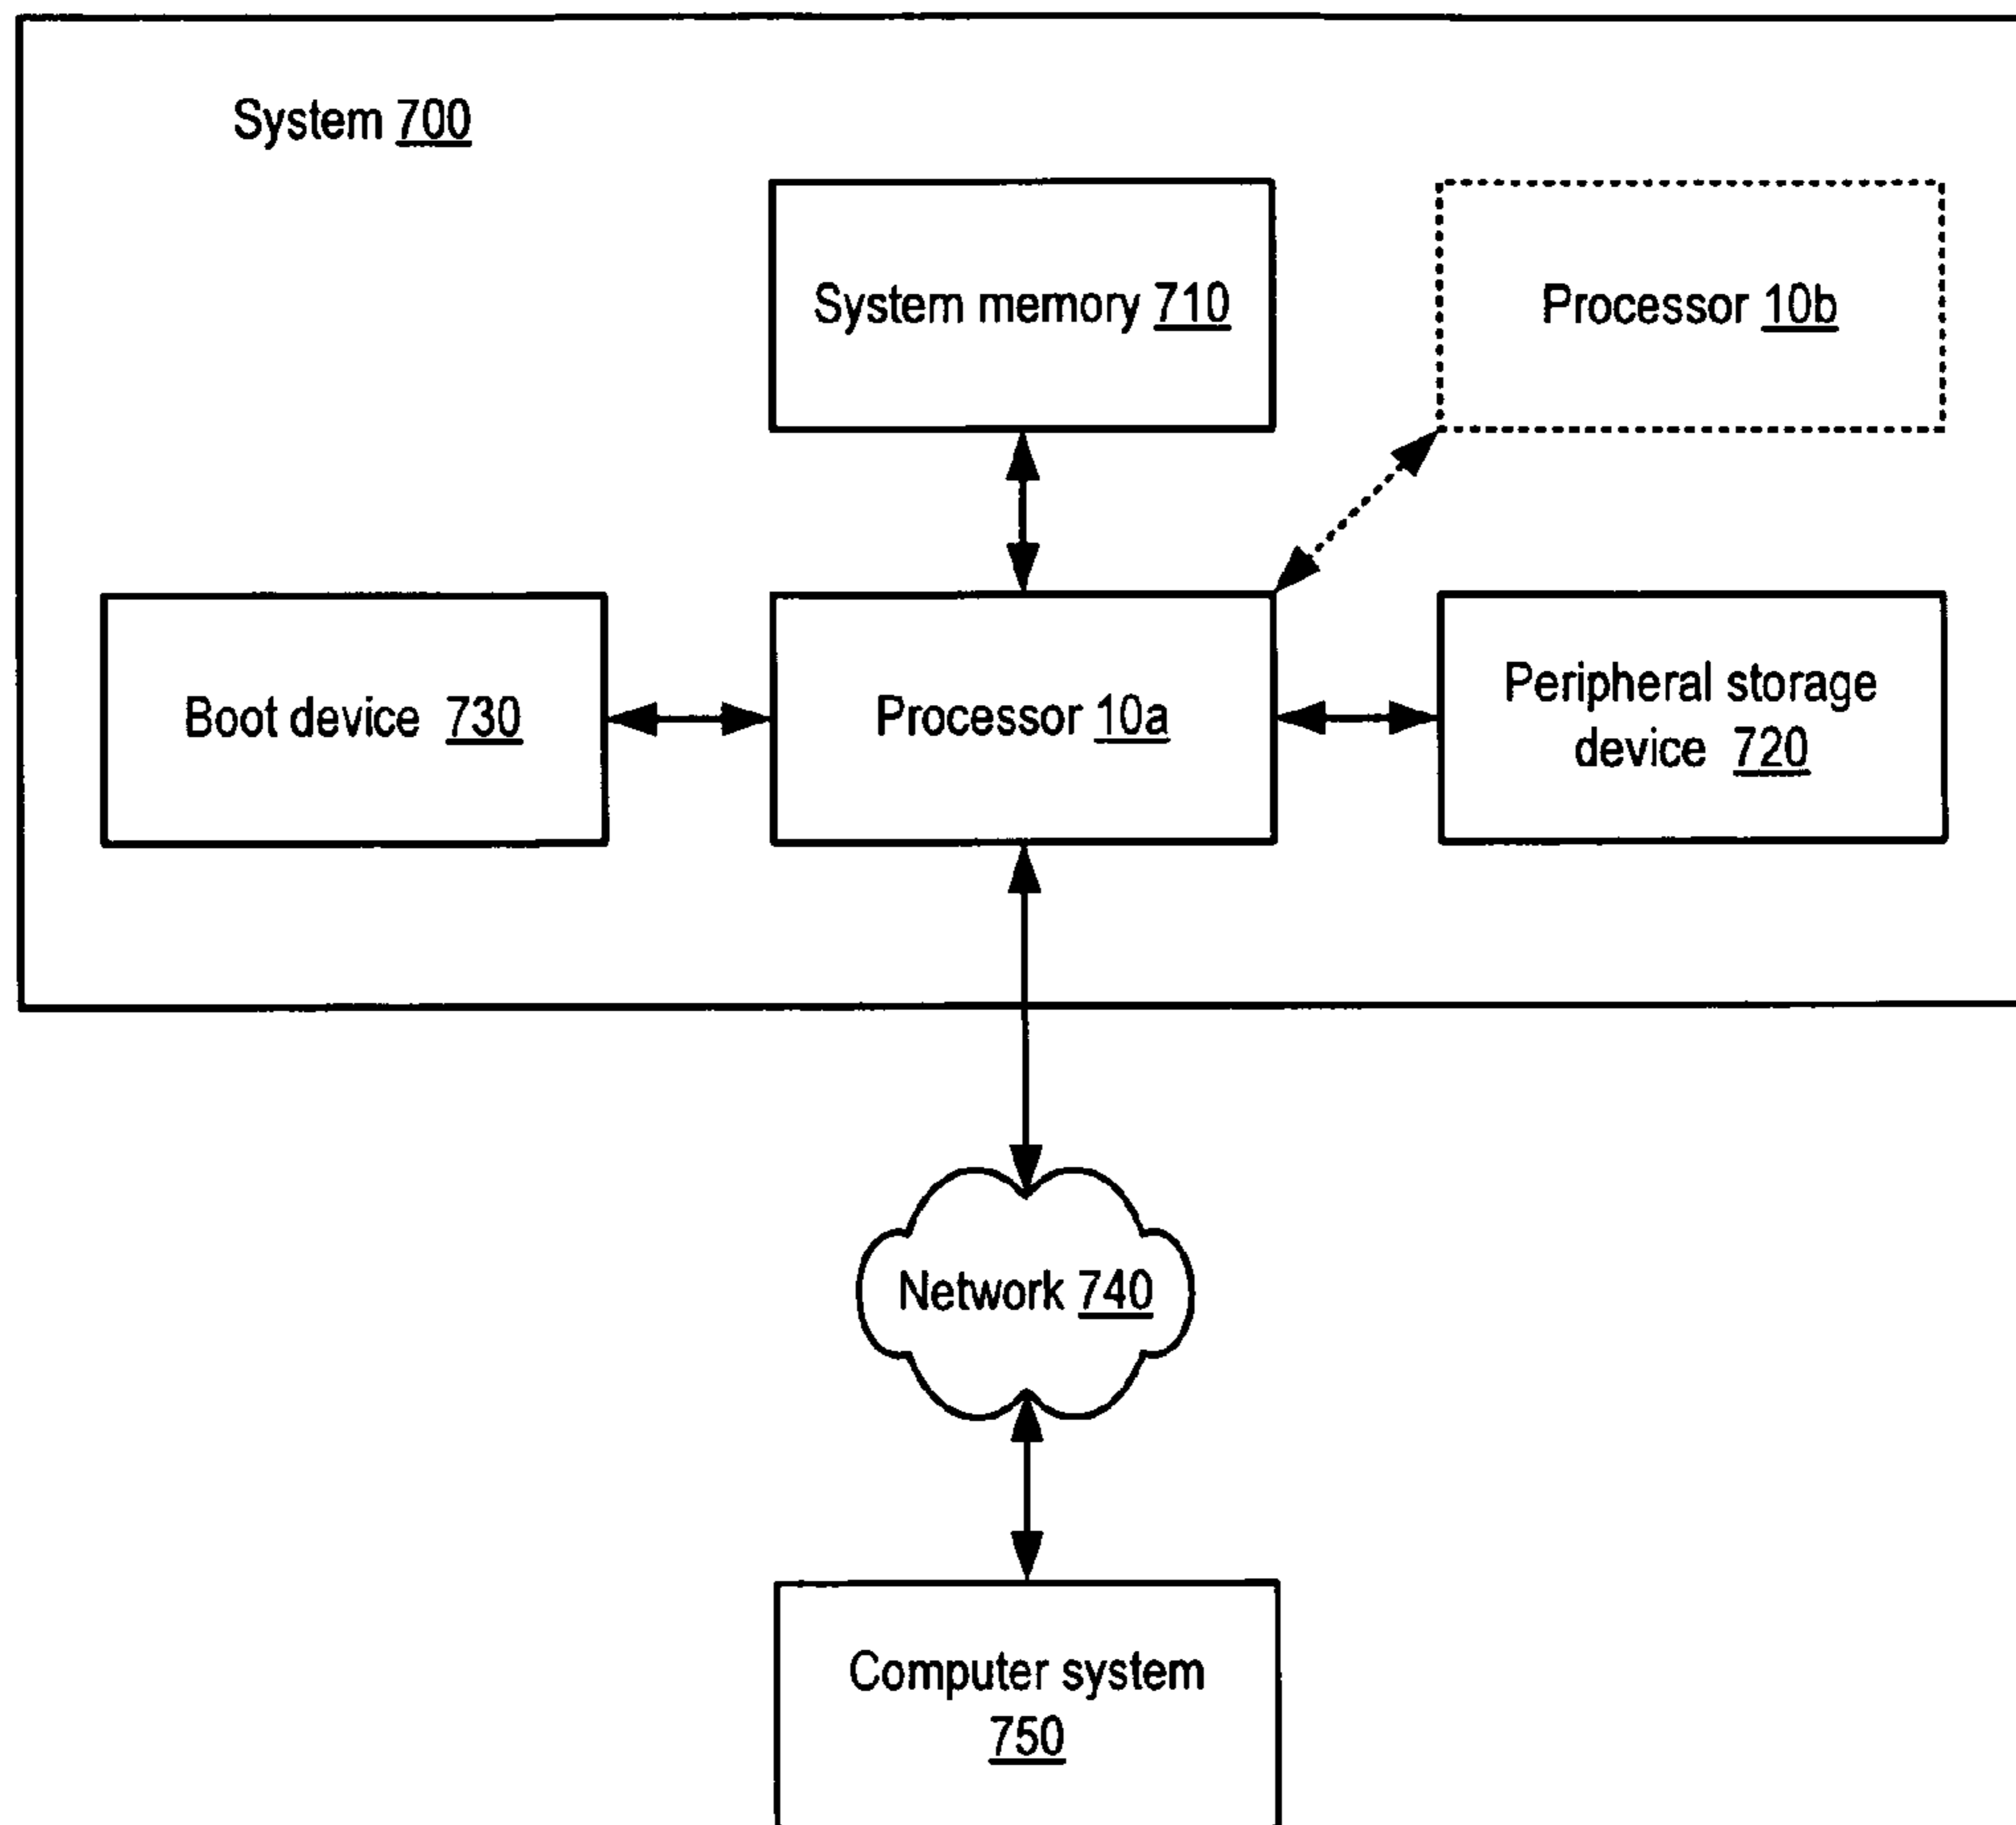 System 700
System memory 710
Processor 10b
Boot device 730
Processor 10a
Peripheral storage
device 720
Network 740
Computer system
750